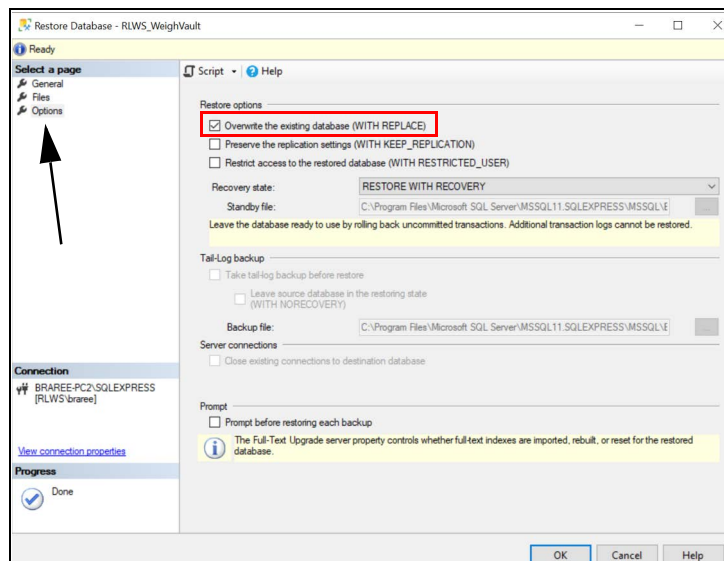 Restore Database - RLWS_WeighVault
Ready
Select a page
General
Files
Options
Script
Help
Restore options
Overwrite the existing database (WITH REPLACE)
Preserve the replication settings (WITH KEEP_REPLICATION)
Restrict access to the restored database (WITH RESTRICTED_USER)
Recovery state:
RESTORE WITH RECOVERY
Standby file:
C:\Program Files\Microsoft SQL Server\MSSQL11.SQLEXPRESS\MSSQL\E
...
Leave the database ready to use by rolling back uncommitted transactions. Additional transaction logs cannot be restored.
Tail-Log backup
Take tail-log backup before restore
Leave source database in the restoring state
(WITH NORECOVERY)
Backup file:
C:\Program Files\Microsoft SQL Server\MSSQL11.SQLEXPRESS\MSSQL\E
...
Server connections
Close existing connections to destination database
Connection
BRAREE-PC2\SQLEXPRESS
[RLWS\braree]
View connection properties
Progress
Done
Prompt
Prompt before restoring each backup
The Full-Text Upgrade server property controls whether full-text indexes are imported, rebuilt, or reset for the restored
database.
OK
Cancel
Help